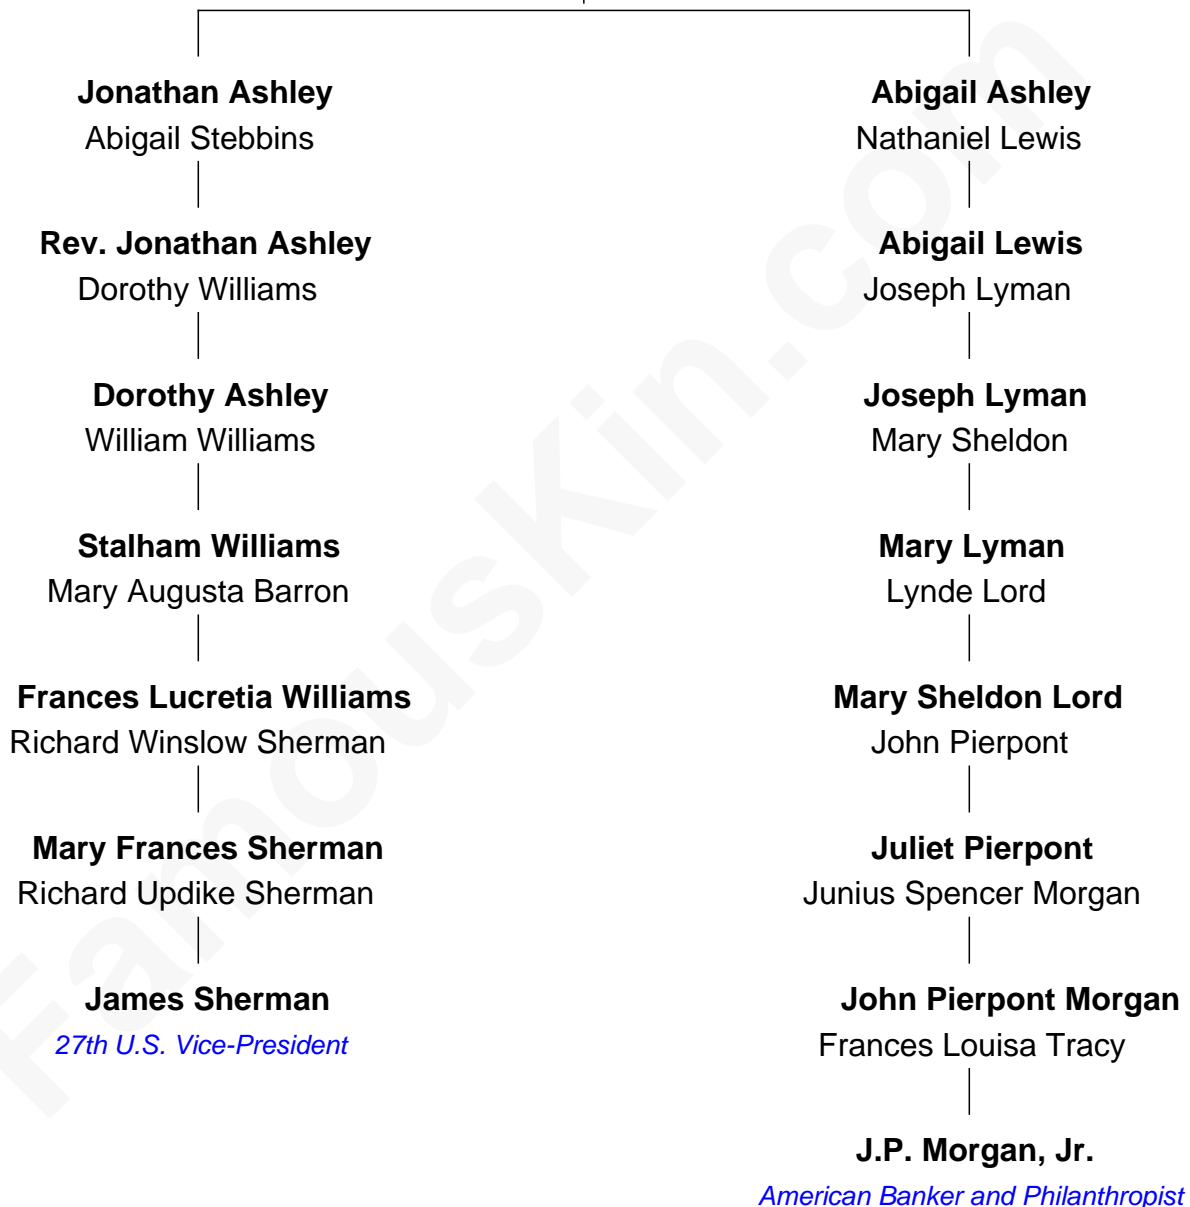 Jonathan Ashley
Abigail Stebbins
Rev. Jonathan Ashley
Dorothy Williams
Dorothy Ashley
William Williams
Stalham Williams
Mary Augusta Barron
Frances Lucretia Williams
Richard Winslow Sherman
Mary Frances Sherman
Richard Updike Sherman
James Sherman
27th U.S. Vice-President
Abigail Ashley
Nathaniel Lewis
Abigail Lewis
Joseph Lyman
Joseph Lyman
Mary Sheldon
Mary Lyman
Lynde Lord
Mary Sheldon Lord
John Pierpont
Juliet Pierpont
Junius Spencer Morgan
John Pierpont Morgan
Frances Louisa Tracy
J.P. Morgan, Jr.
American Banker and Philanthropist
FamousKin.com